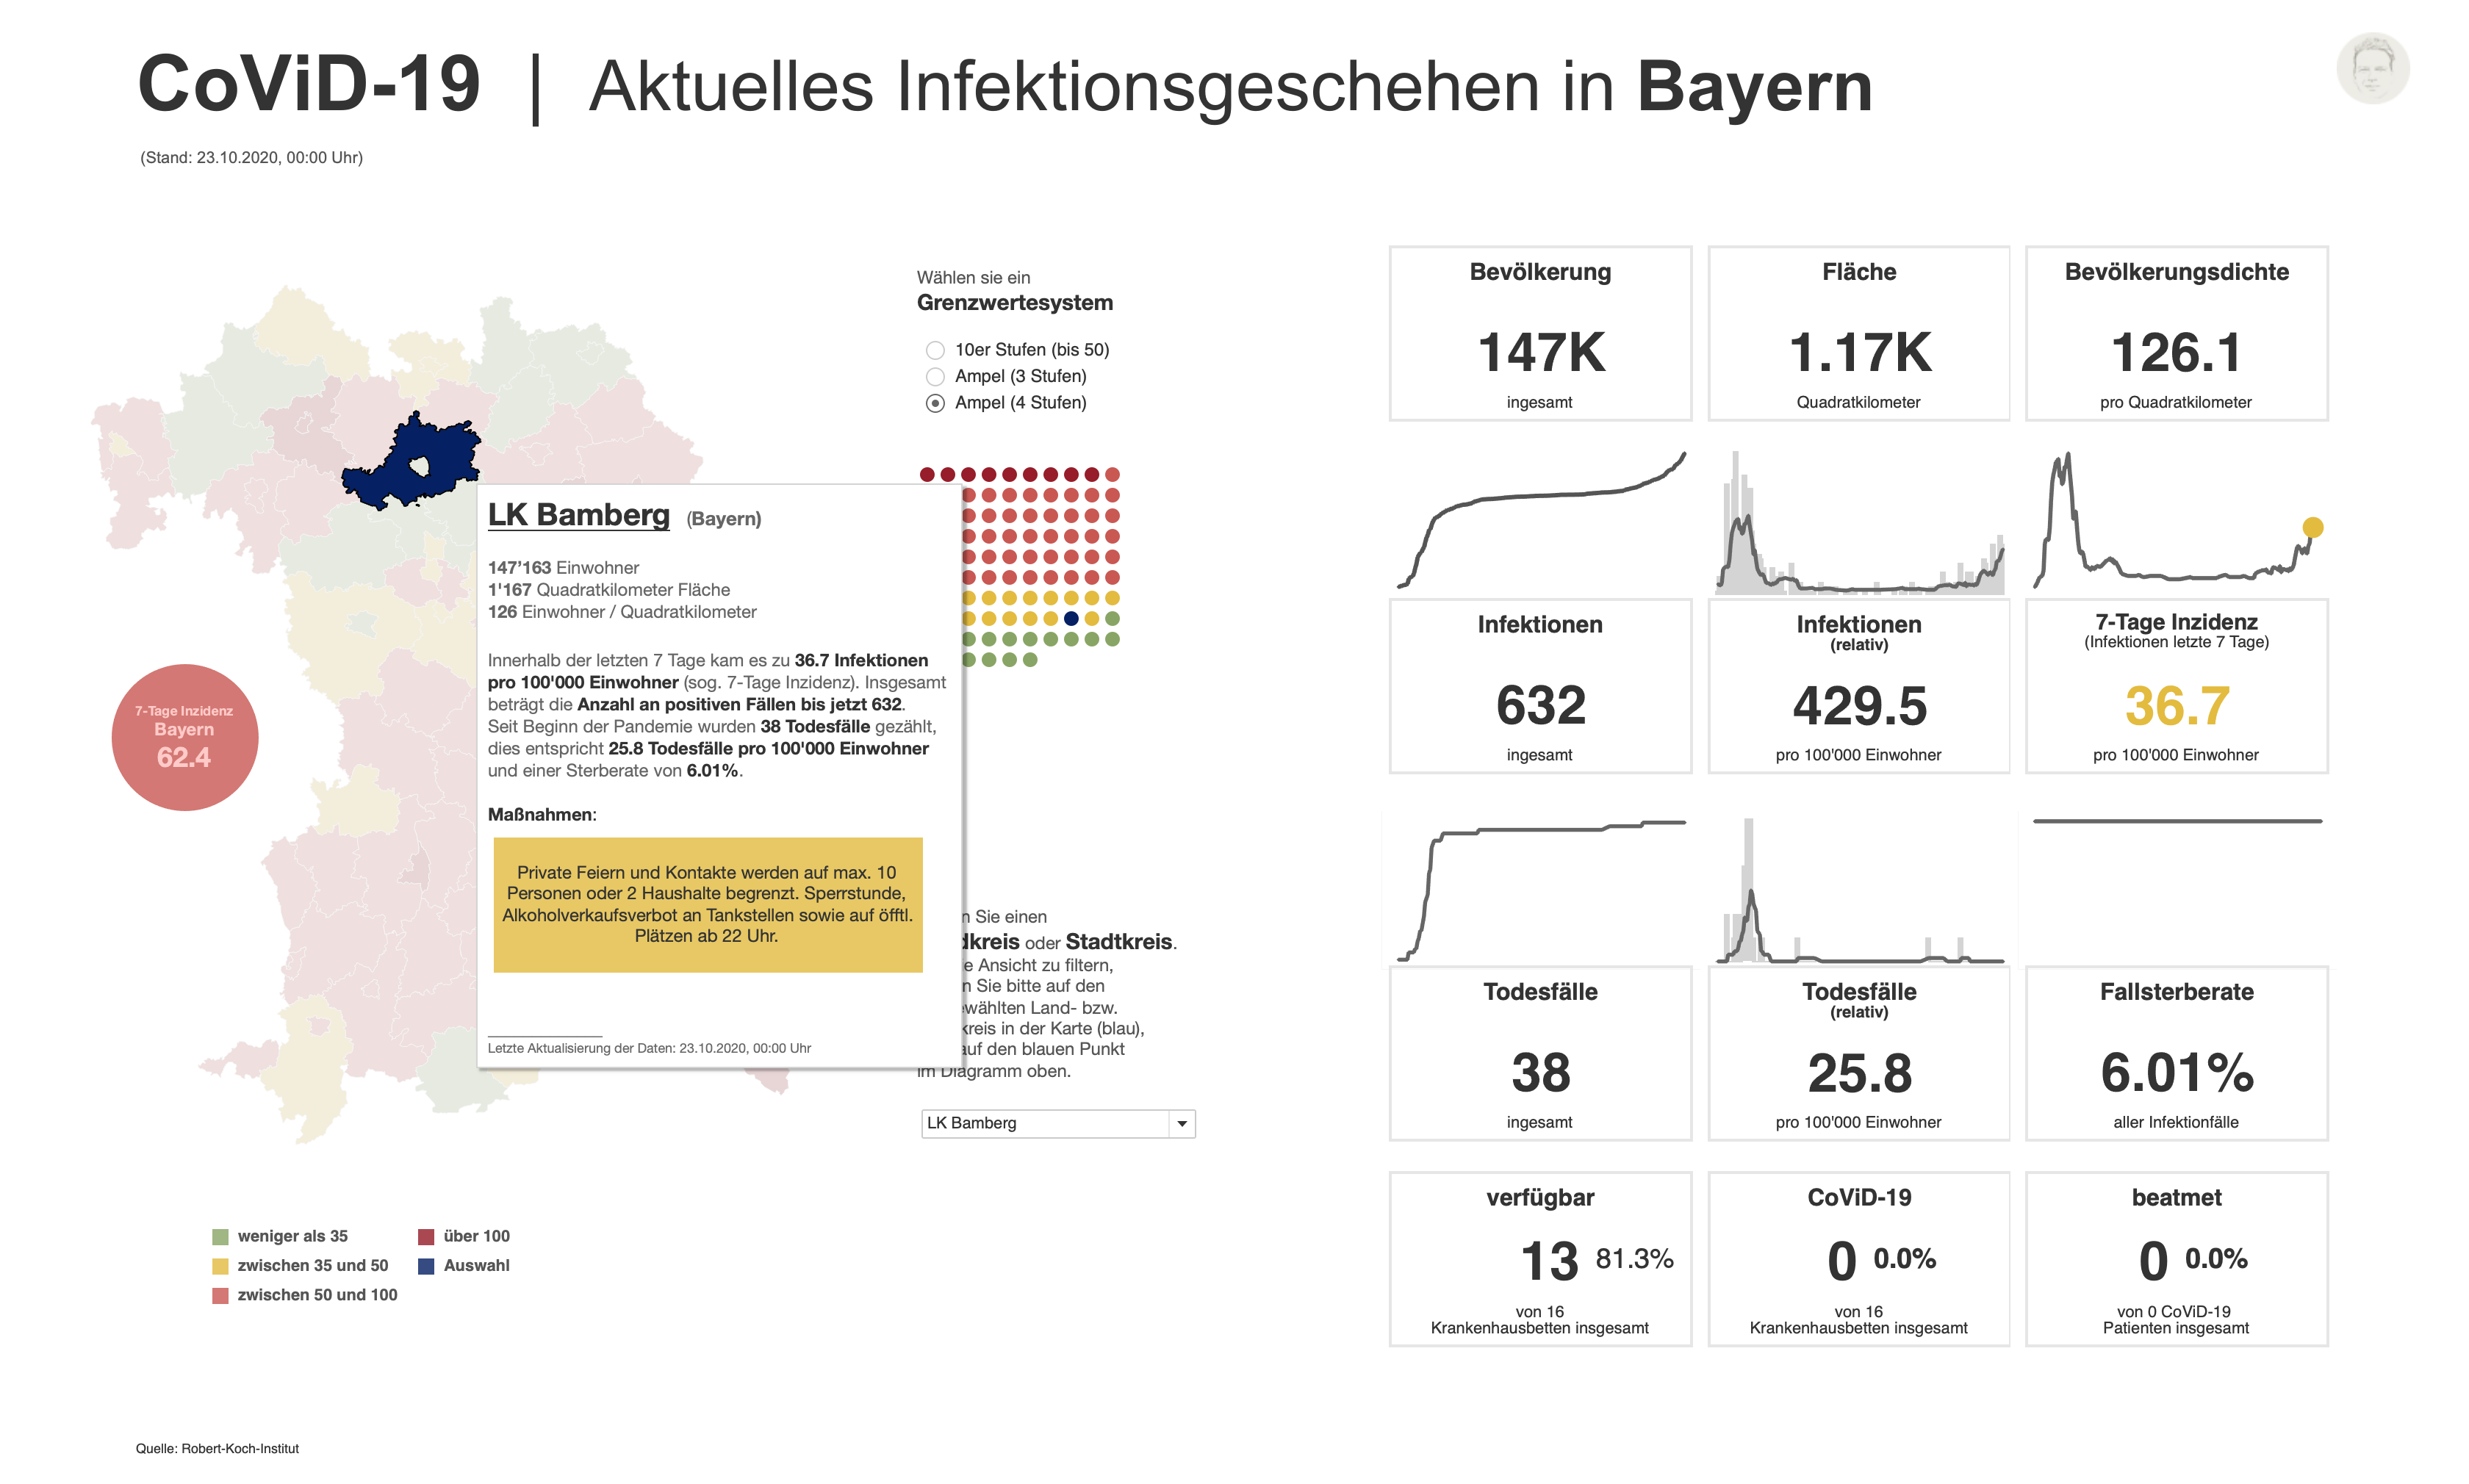 CoViD-19 | Aktuelles Infektionsgeschehen in Bayern
(Stand: 23.10.2020, 00:00 Uhr)
7-Tage Inzidenz
Bayern
62.4
weniger als 35
zwischen 35 und 50
zwischen 50 und 100
über 100
Auswahl
Wählen sie ein
Grenzwertesystem
10er Stufen (bis 50)
Ampel (3 Stufen)
Ampel (4 Stufen)
LK Bamberg (Bayern)
147'163 Einwohner
1'167 Quadratkilometer Fläche
126 Einwohner / Quadratkilometer
Innerhalb der letzten 7 Tage kam es zu 36.7 Infektionen
pro 100'000 Einwohner (sog. 7-Tage Inzidenz). Insgesamt
beträgt die Anzahl an positiven Fällen bis jetzt 632.
Seit Beginn der Pandemie wurden 38 Todesfälle gezählt,
dies entspricht 25.8 Todesfälle pro 100'000 Einwohner
und einer Sterberate von 6.01%.
Maßnahmen:
Private Feiern und Kontakte werden auf max. 10
Personen oder 2 Haushalte begrenzt. Sperrstunde,
Alkoholverkaufsverbot an Tankstellen sowie auf öfftl.
Plätzen ab 22 Uhr.
Letzte Aktualisierung der Daten: 23.10.2020, 00:00 Uhr
Sie einen
dkreis oder Stadtkreis.
e Ansicht zu filtern,
n Sie bitte auf den
ewählten Land- bzw.
kreis in der Karte (blau),
auf den blauen Punkt
im Diagramm oben.
LK Bamberg
Bevölkerung
147K
ingesamt
Fläche
1.17K
Quadratkilometer
Bevölkerungsdichte
126.1
pro Quadratkilometer
Infektionen
632
ingesamt
Infektionen
(relativ)
429.5
pro 100'000 Einwohner
7-Tage Inzidenz
(Infektionen letzte 7 Tage)
36.7
pro 100'000 Einwohner
Todesfälle
38
ingesamt
Todesfälle
(relativ)
25.8
pro 100'000 Einwohner
Fallsterberate
6.01%
aller Infektionfälle
verfügbar
13 81.3%
von 16
Krankenhausbetten insgesamt
CoViD-19
0 0.0%
von 16
Krankenhausbetten insgesamt
beatmet
0 0.0%
von 0 CoViD-19
Patienten insgesamt
Quelle: Robert-Koch-Institut